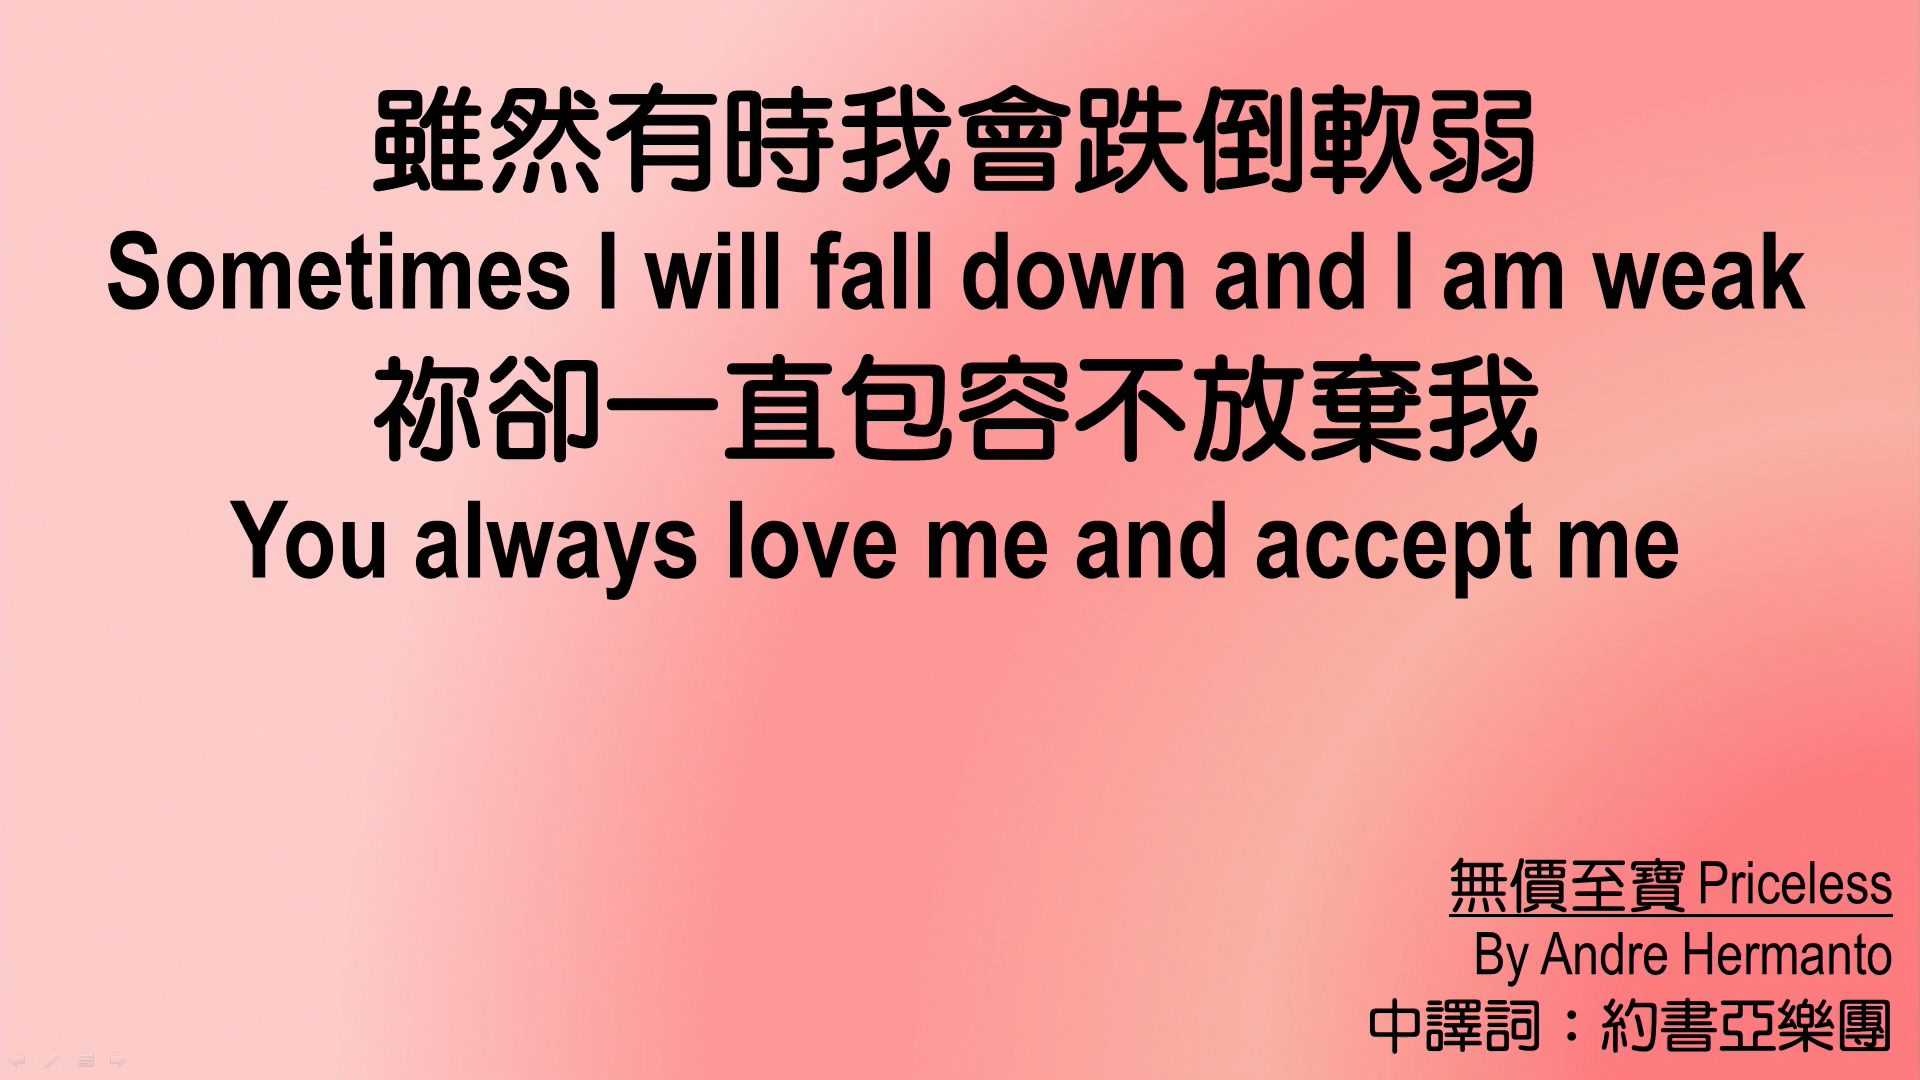 雖然有時我會跌倒軟弱
Sometimes I will fall down and I am weak
祢卻一直包容不放棄我
You always love me and accept me
無價至寶 Priceless
By Andre Hermanto
中譯詞：約書亞樂團